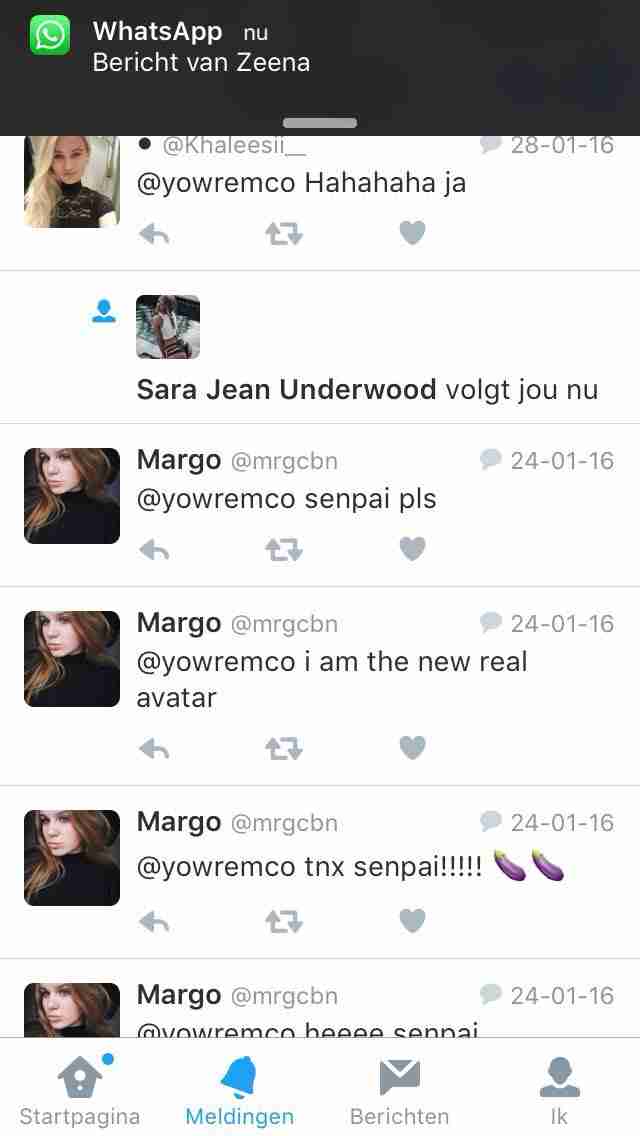 WhatsApp nu
Bericht van Zeena
@Khaleesii__ 28-01-16
@yowremco Hahahaha ja
Sara Jean Underwood volgt jou nu
Margo @mrgcbn 24-01-16
@yowremco senpai pls
Margo @mrgcbn 24-01-16
@yowremco i am the new real
avatar
Margo @mrgcbn 24-01-16
@yowremco tnx senpai!!!!! 🍆🍆
Margo @mrgcbn 24-01-16
@yowremco heeee senpai
Startpagina Meldingen Berichten Ik